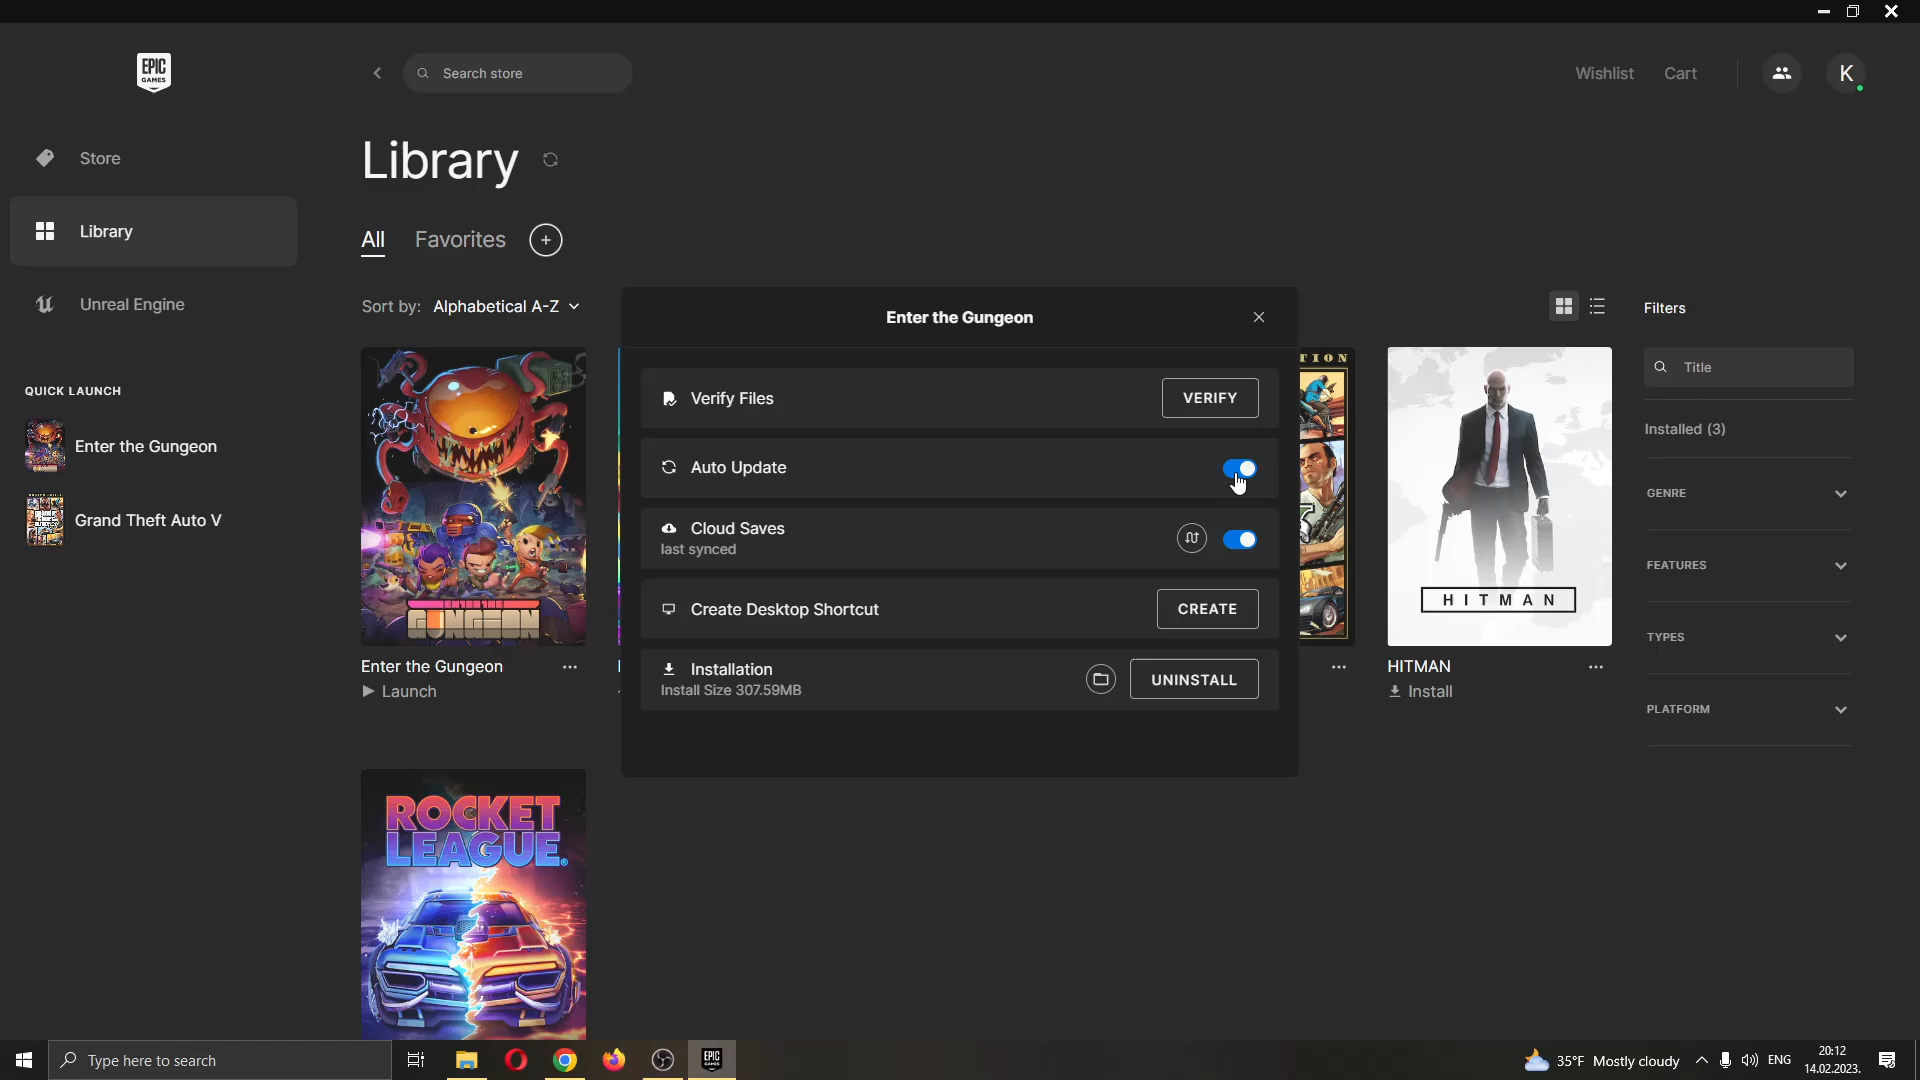 EPIC
GAMES
Search store
Wishlist
Cart
K
Store
Library
Library
All
Favorites
Unreal Engine
Sort by: Alphabetical A-Z
Filters
Enter the Gungeon
Title
QUICK LAUNCH
Verify Files
VERIFY
Installed (3)
Enter the Gungeon
Auto Update
GENRE
Grand Theft Auto V
Cloud Saves
last synced
FEATURES
HITMAN
Create Desktop Shortcut
CREATE
GUNGEON
TYPES
Enter the Gungeon
Launch
Installation
Install Size 307.59MB
UNINSTALL
HITMAN
Install
PLATFORM
ROCKET
LEAGUE
Type here to search
EPIC
35°F Mostly cloudy
ENG
20:12
14.02.2023.